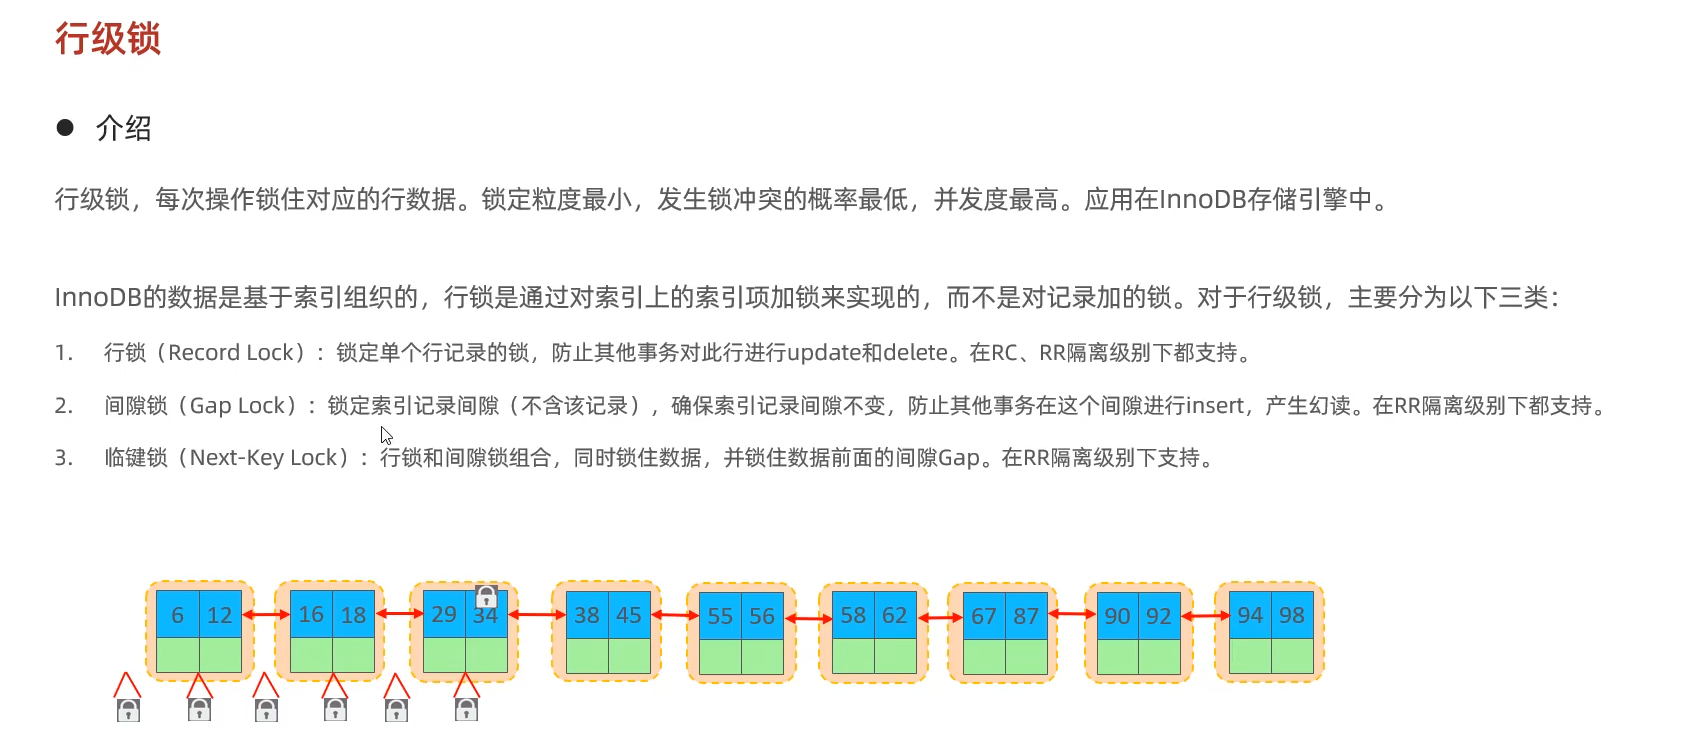 行级锁
● 介绍
行级锁，每次操作锁住对应的行数据。锁定粒度最小，发生锁冲突的概率最低，并发度最高。应用在InnoDB存储引擎中。
InnoDB的数据是基于索引组织的，行锁是通过对索引上的索引项加锁来实现的，而不是对记录加的锁。对于行级锁，主要分为以下三类：
1. 行锁（Record Lock）：锁定单个行记录的锁，防止其他事务对此行进行update和delete。在RC、RR隔离级别下都支持。
2. 间隙锁（Gap Lock）：锁定索引记录间隙（不含该记录），确保索引记录间隙不变，防止其他事务在这个间隙进行insert，产生幻读。在RR隔离级别下都支持。
3. 临键锁（Next-Key Lock）：行锁和间隙锁组合，同时锁住数据，并锁住数据前面的间隙Gap。在RR隔离级别下支持。
6 12 16 18 29 34 38 45 55 56 58 62 67 87 90 92 94 98